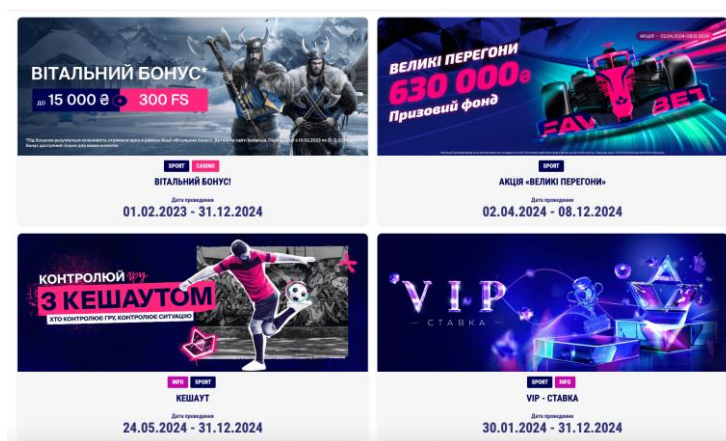 ВІТАЛЬНИЙ БОНУС*
до 15 000 ₴ 300 FS
SPORT CASINO
ВІТАЛЬНИЙ БОНУС!
Дата проведення
01.02.2023 - 31.12.2024
АКЦІЯ • 02.04.2024-08.12.2024
ВЕЛИКІ ПЕРЕГОНИ
630 000₴
Призовий фонд
FAV BET
SPORT
АКЦІЯ «ВЕЛИКІ ПЕРЕГОНИ»
Дата проведення
02.04.2024 - 08.12.2024
КОНТРОЛЮЙ гру
З КЕШАУТОМ
ХТО КОНТРОЛЮЄ ГРУ, КОНТРОЛЮЄ СИТУАЦІЮ
INFO SPORT
КЕШАУТ
Дата проведення
24.05.2024 - 31.12.2024
VIP
СТАВКА
SPORT INFO
VIP - СТАВКА
Дата проведення
30.01.2024 - 31.12.2024